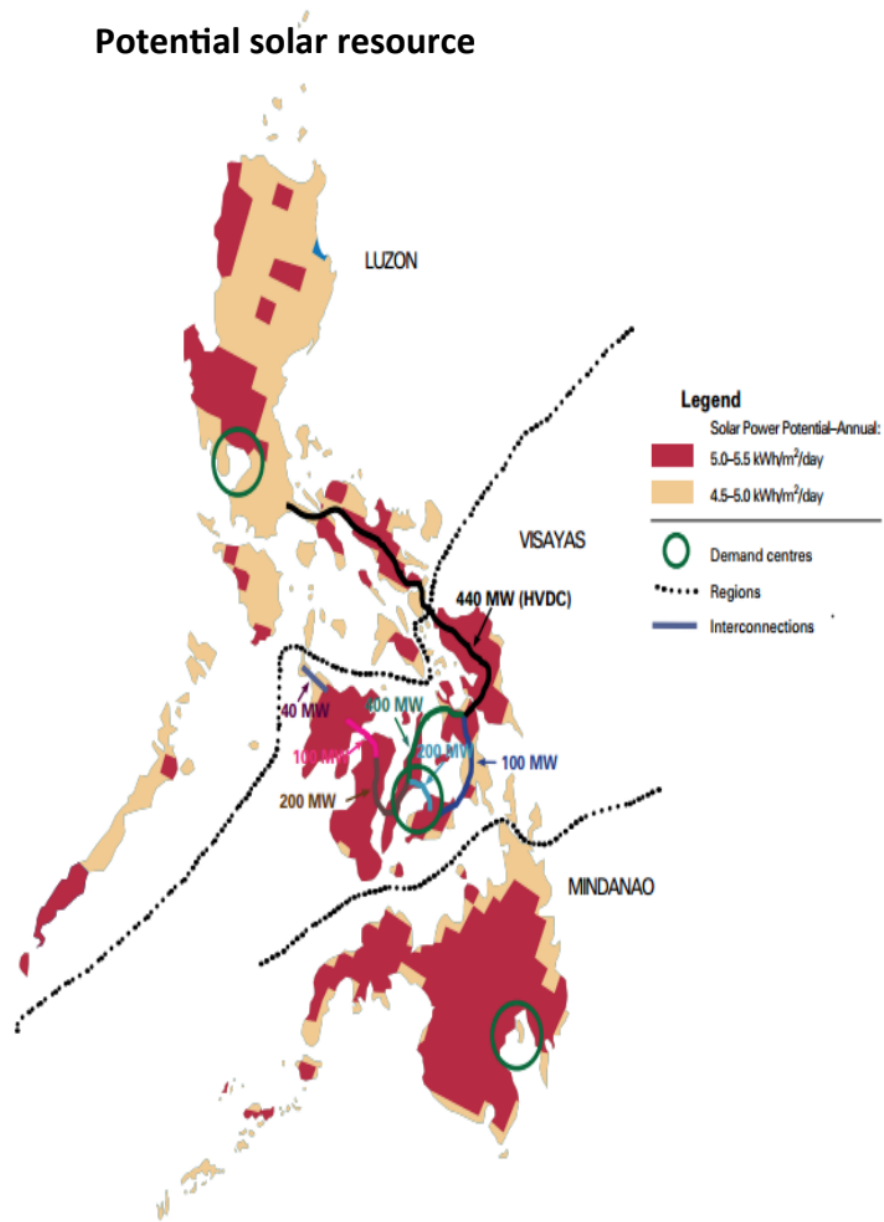 Potential solar resource
LUZON
Legend
Solar Power Potential–Annual:
5.0–5.5 kWh/m²/day
4.5–5.0 kWh/m²/day
VISAYAS
Demand centres
440 MW (HVDC)
Regions
Interconnections
40 MW
400 MW
100 MW
200 MW
100 MW
200 MW
MINDANAO